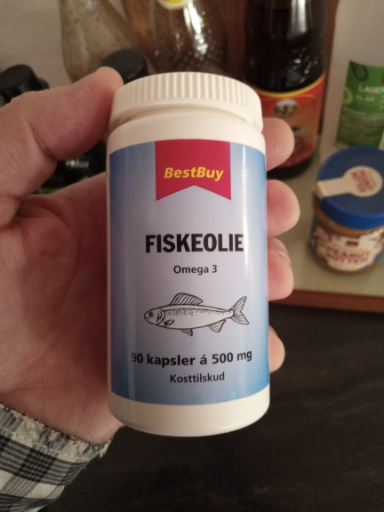 BestBuy
FISKEOLIE
Omega 3
90 kapsler á 500 mg
Kosttilskud